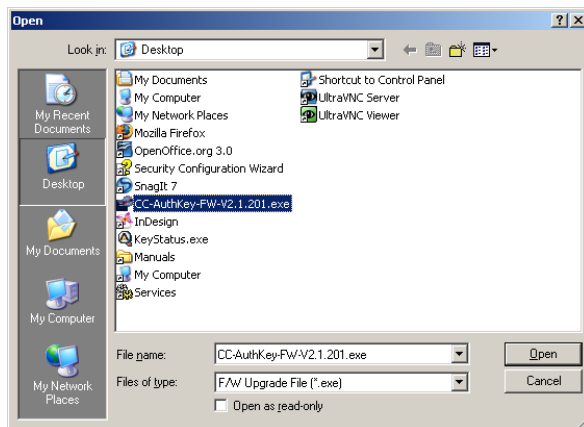 Open
Look in:
Desktop
My Recent
Documents
Desktop
My Documents
My Computer
My Network
Places
My Documents
My Computer
My Network Places
Mozilla Firefox
OpenOffice.org 3.0
Security Configuration Wizard
SnagIt 7
CC-AuthKey-FW-V2.1.201.exe
InDesign
KeyStatus.exe
Manuals
My Computer
Services
Shortcut to Control Panel
UltraVNC Server
UltraVNC Viewer
File name:
CC-AuthKey-FW-V2.1.201.exe
Open
Files of type:
F/W Upgrade File (*.exe)
Cancel
Open as read-only